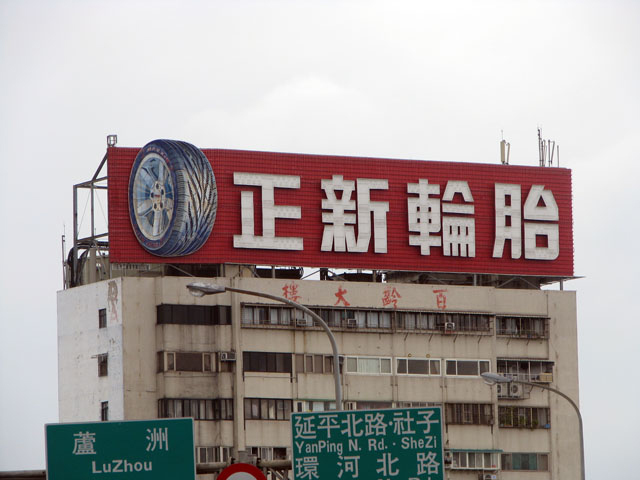 正新輪胎
樓大齡百
蘆洲
LuZhou
延平北路·社子
YanPing N. Rd.·SheZi
環河北路